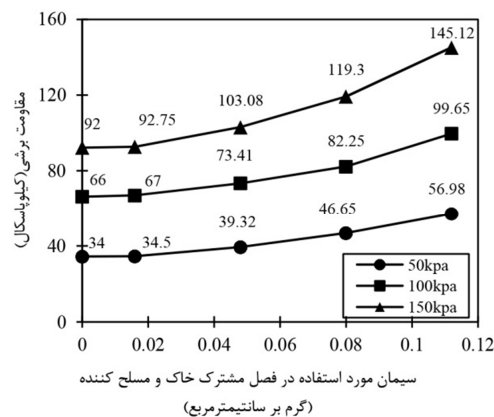 160
120
80
40
0
مقاومت برشی(کیلوپاسکال)
92
92.75
103.08
119.3
145.12
66
67
73.41
82.25
99.65
34
34.5
39.32
46.65
56.98
50kpa
100kpa
150kpa
0 0.02 0.04 0.06 0.08 0.1 0.12
سیمان مورد استفاده در فصل مشترک خاک و مسلح کننده
(گرم بر سانتیمترمربع)